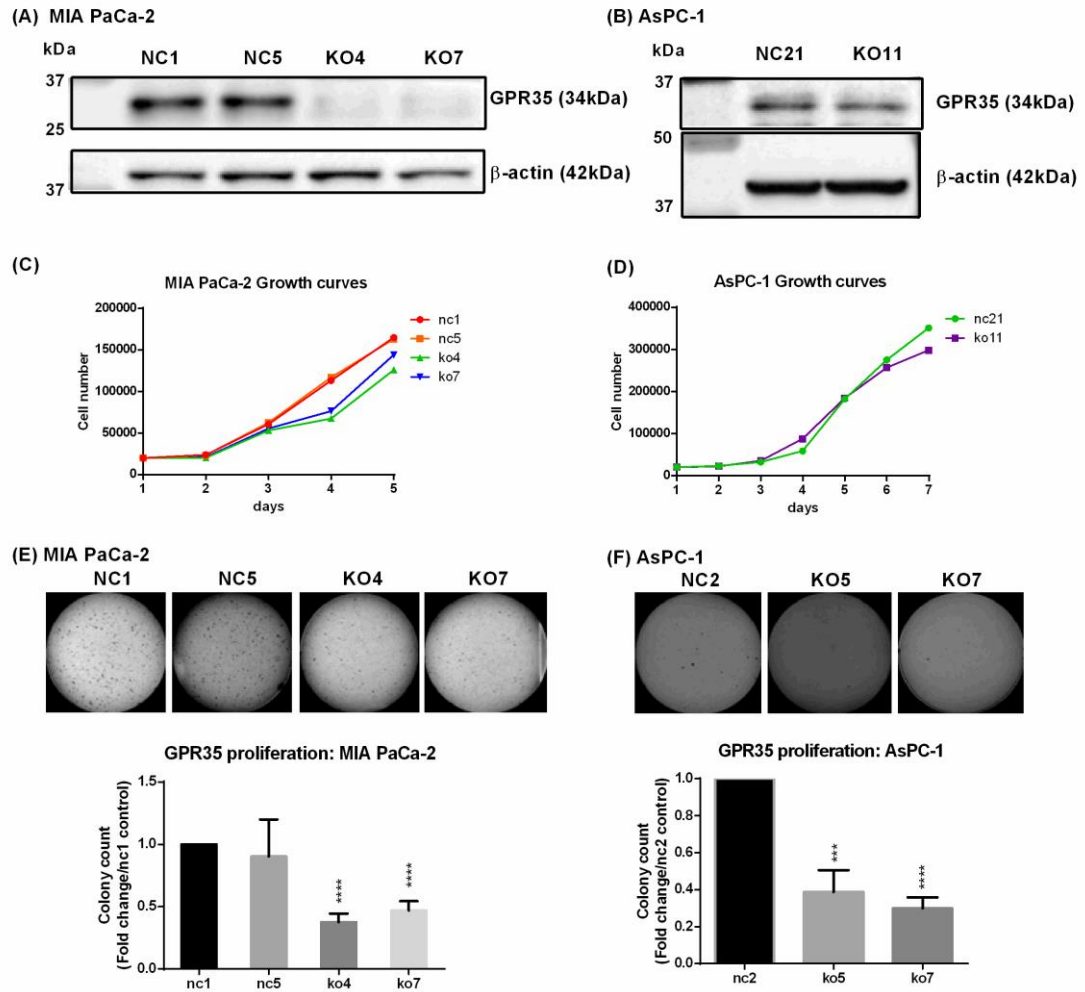 (A) MIA PaCa-2
kDa
NC1 NC5 KO4 KO7
37
GPR35 (34kDa)
25
β-actin (42kDa)
37
(B) AsPC-1
kDa
NC21 KO11
37
GPR35 (34kDa)
50
β-actin (42kDa)
37
(C)
MIA PaCa-2 Growth curves
200000
150000
100000
50000
0
Cell number
1 2 3 4 5
days
nc1
nc5
ko4
ko7
(D)
AsPC-1 Growth curves
400000
300000
200000
100000
0
Cell number
1 2 3 4 5 6 7
days
nc21
ko11
(E) MIA PaCa-2
NC1 NC5 KO4 KO7
GPR35 proliferation: MIA PaCa-2
Colony count
(Fold change/nc1 control)
1.5
1.0
0.5
0.0
****
****
nc1 nc5 ko4 ko7
(F) AsPC-1
NC2 KO5 KO7
GPR35 proliferation: AsPC-1
Colony count
(Fold change/nc2 control)
1.0
0.8
0.6
0.4
0.2
0.0
***
****
nc2 ko5 ko7